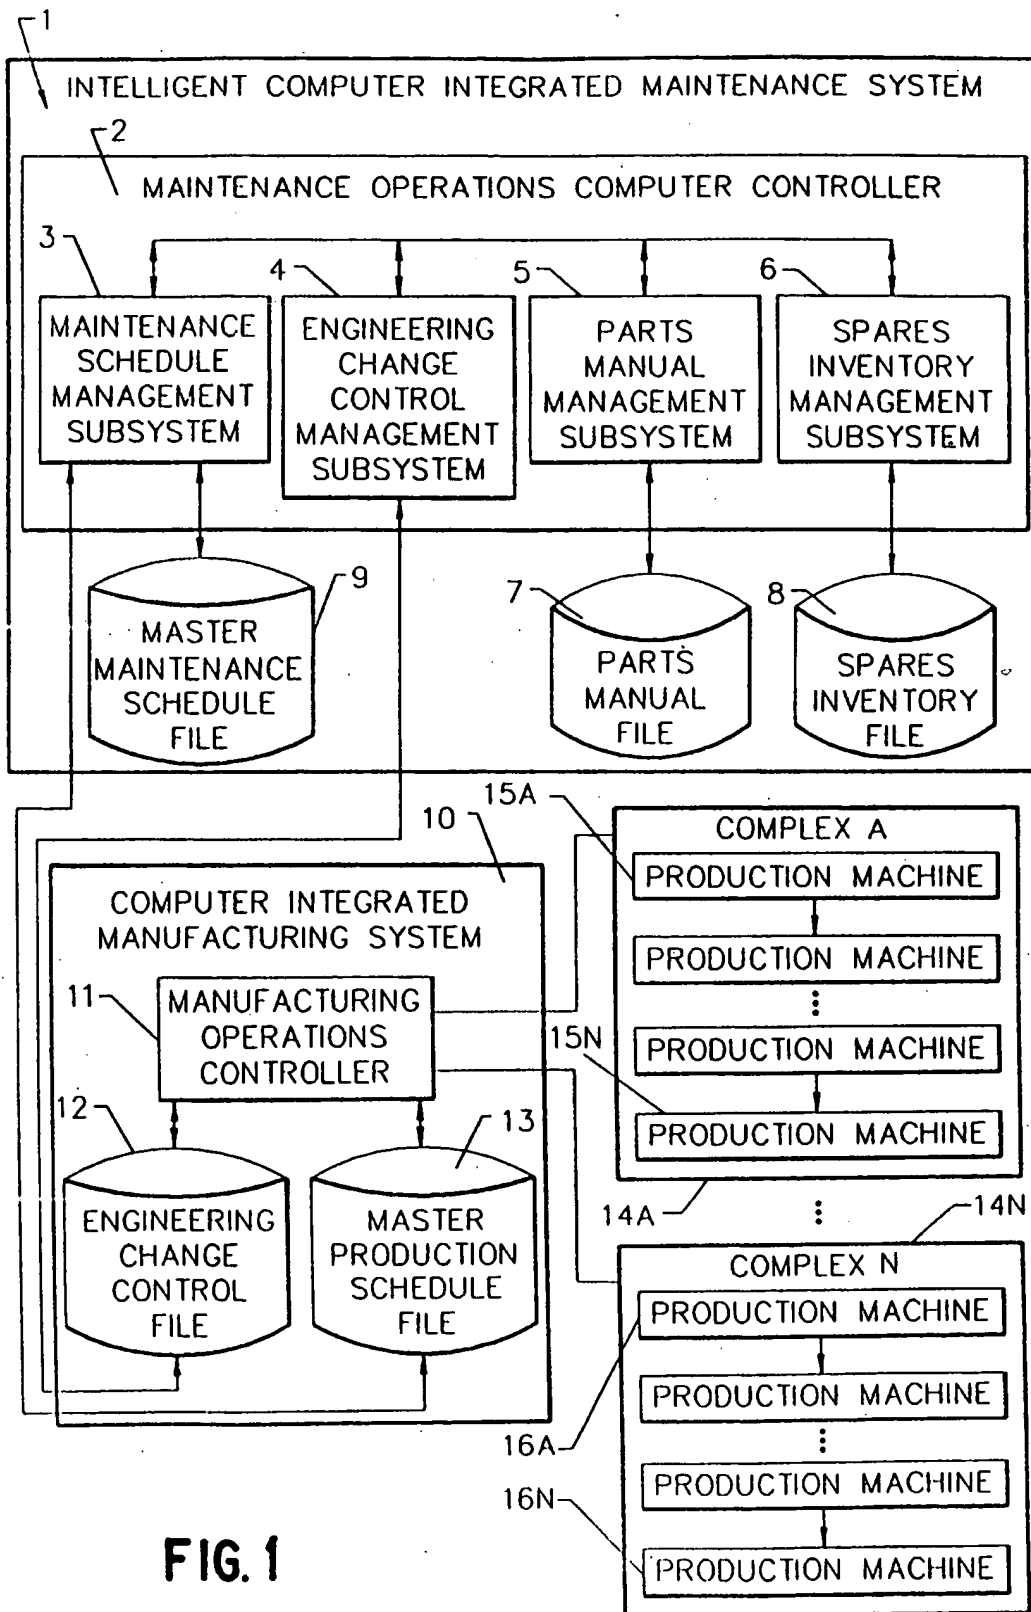 1
INTELLIGENT COMPUTER INTEGRATED MAINTENANCE SYSTEM
2
MAINTENANCE OPERATIONS COMPUTER CONTROLLER
3
MAINTENANCE
SCHEDULE
MANAGEMENT
SUBSYSTEM
4
ENGINEERING
CHANGE
CONTROL
MANAGEMENT
SUBSYSTEM
5
PARTS
MANUAL
MANAGEMENT
SUBSYSTEM
6
SPARES
INVENTORY
MANAGEMENT
SUBSYSTEM
9
MASTER
MAINTENANCE
SCHEDULE
FILE
7
PARTS
MANUAL
FILE
8
SPARES
INVENTORY
FILE
10
COMPUTER INTEGRATED
MANUFACTURING SYSTEM
11
MANUFACTURING
OPERATIONS
CONTROLLER
12
ENGINEERING
CHANGE
CONTROL
FILE
13
MASTER
PRODUCTION
SCHEDULE
FILE
15A
COMPLEX A
PRODUCTION MACHINE
PRODUCTION MACHINE
15N
PRODUCTION MACHINE
PRODUCTION MACHINE
14A
14N
COMPLEX N
PRODUCTION MACHINE
PRODUCTION MACHINE
16A
PRODUCTION MACHINE
16N
PRODUCTION MACHINE
FIG. 1